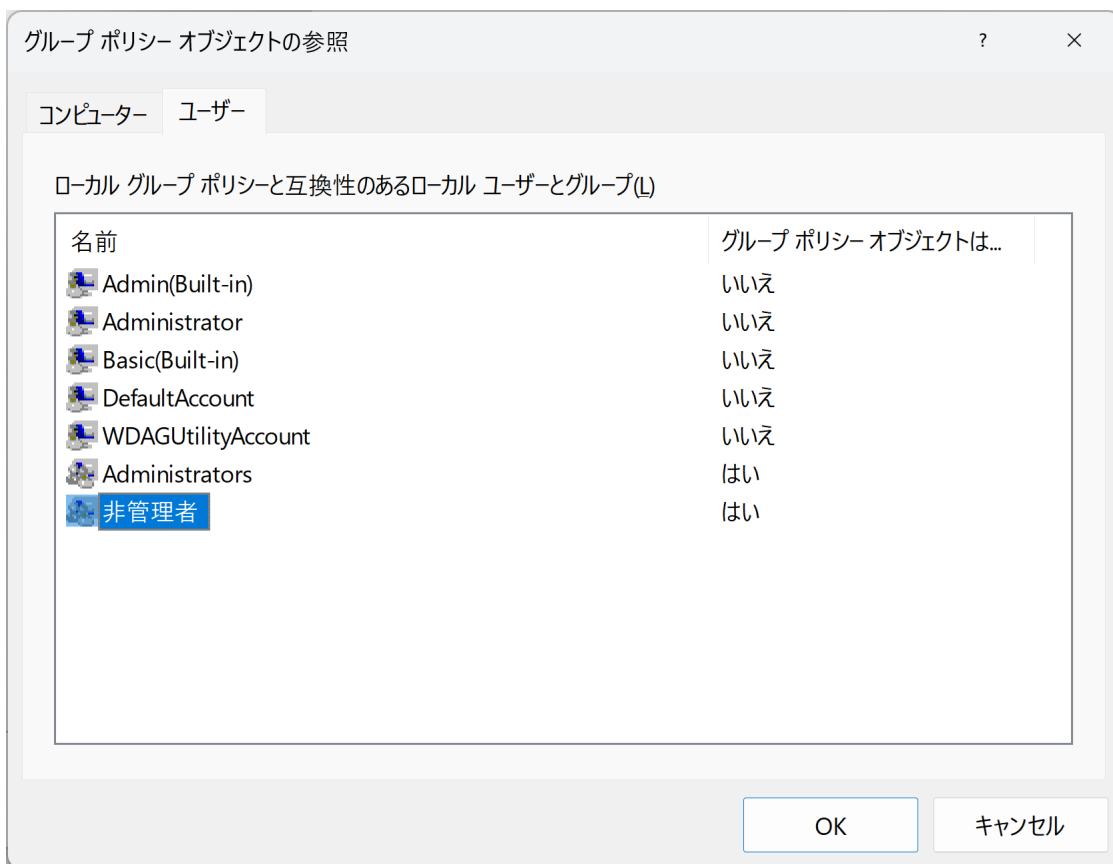 グループ ポリシー オブジェクトの参照 ?
コンピューター ユーザー
ローカル グループ ポリシーと互換性のあるローカル ユーザーとグループ(L)
名前 グループ ポリシー オブジェクトは...
Admin(Built-in) いいえ
Administrator いいえ
Basic(Built-in) いいえ
DefaultAccount いいえ
WDAGUtilityAccount いいえ
Administrators はい
非管理者 はい
OK キャンセル